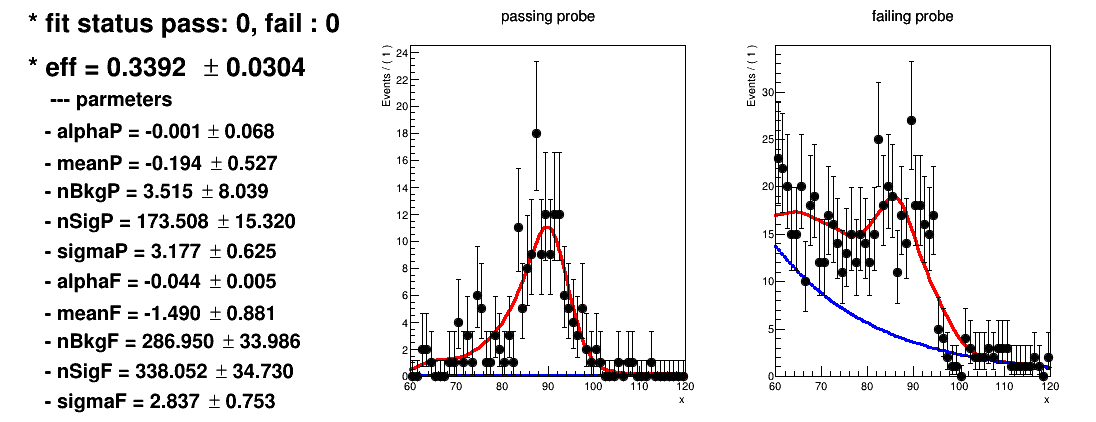 * fit status pass: 0, fail : 0
* eff = 0.3392 ± 0.0304
--- parmeters
- alphaP = -0.001 ± 0.068
- meanP = -0.194 ± 0.527
- nBkgP = 3.515 ± 8.039
- nSigP = 173.508 ± 15.320
- sigmaP = 3.177 ± 0.625
- alphaF = -0.044 ± 0.005
- meanF = -1.490 ± 0.881
- nBkgF = 286.950 ± 33.986
- nSigF = 338.052 ± 34.730
- sigmaF = 2.837 ± 0.753
passing probe
Events / ( 1 )
24
22
20
18
16
14
12
10
8
6
4
2
0
60 70 80 90 100 110 120
x
failing probe
Events / ( 1 )
30
25
20
15
10
5
0
60 70 80 90 100 110 120
x